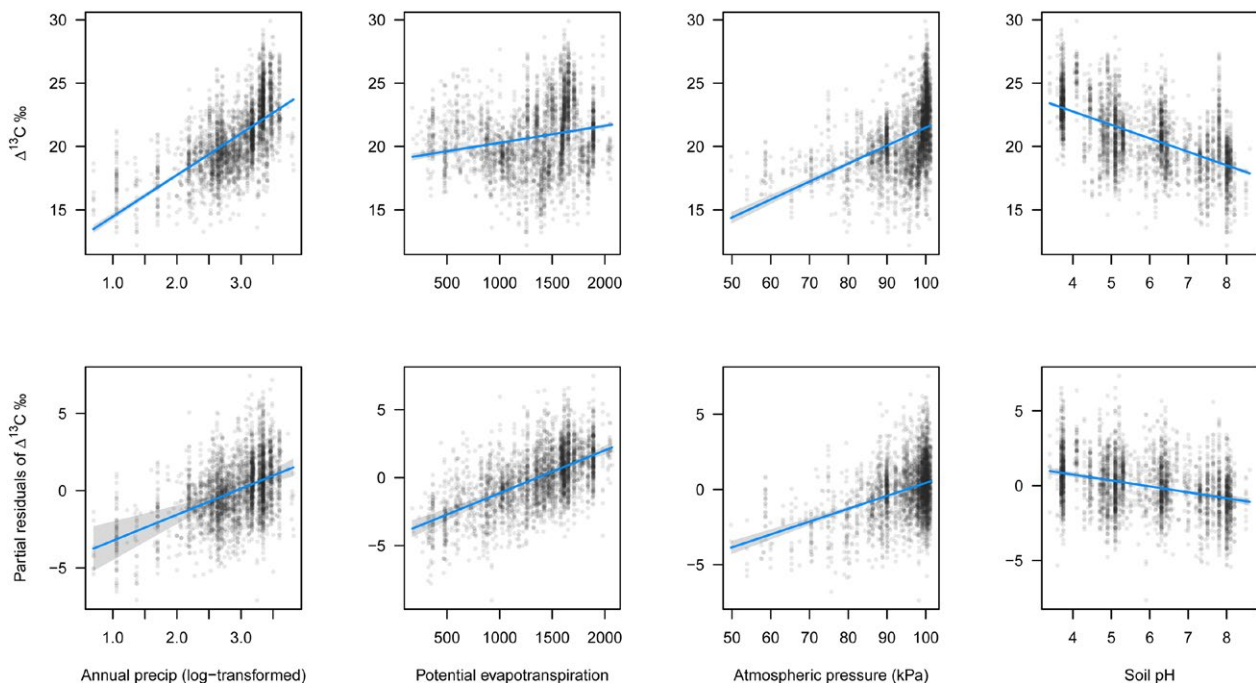 30
25
20
15
Δ¹³C ‰
1.0 2.0 3.0
30
25
20
15
500 1000 1500 2000
30
25
20
15
50 60 70 80 90 100
30
25
20
15
4 5 6 7 8
5
0
−5
Partial residuals of Δ¹³C ‰
1.0 2.0 3.0
Annual precip (log−transformed)
5
0
−5
500 1000 1500 2000
Potential evapotranspiration
5
0
−5
50 60 70 80 90 100
Atmospheric pressure (kPa)
5
0
−5
4 5 6 7 8
Soil pH